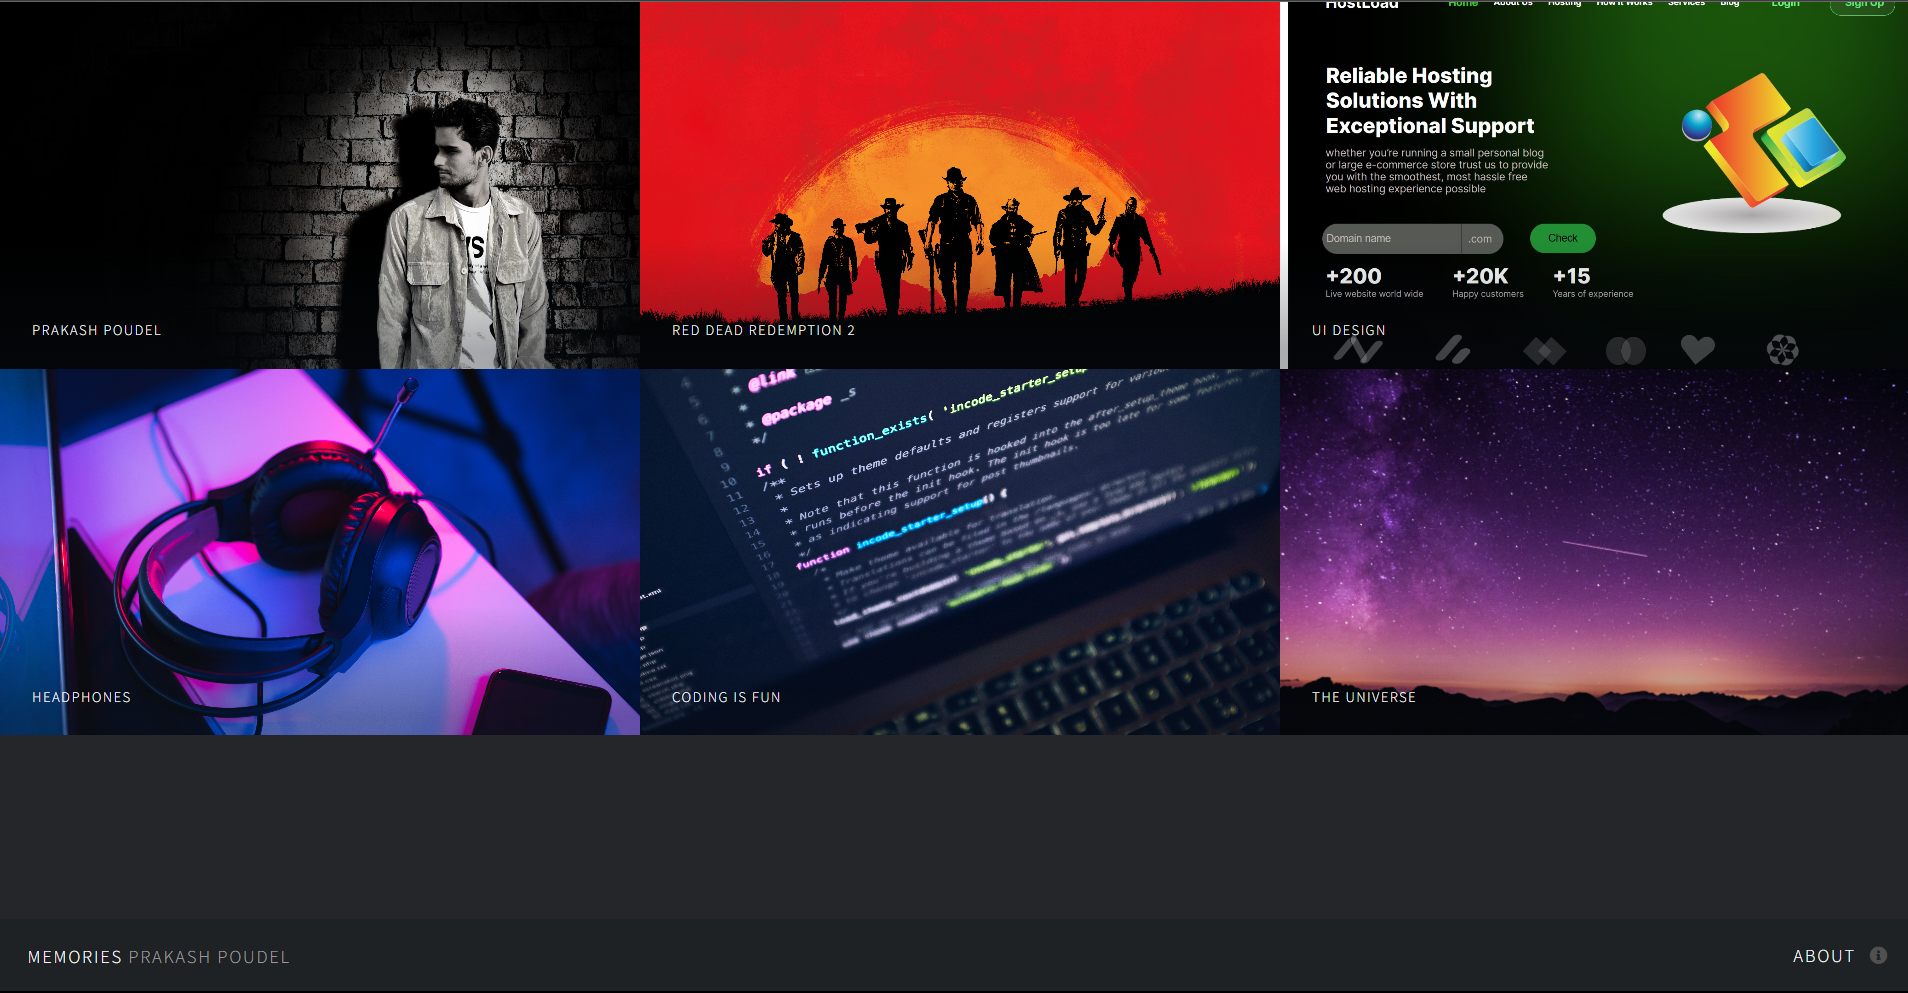 HostLoad
Home About Us Hosting How It Works Services Blog Login Sign Up
Reliable Hosting
Solutions With
Exceptional Support
whether you're running a small personal blog
or large e-commerce store trust us to provide
you with the smoothest, most hassle free
web hosting experience possible
Domain name .com Check
+200 +20K +15
Live website world wide Happy customers Years of experience
PRAKASH POUDEL
RED DEAD REDEMPTION 2
UI DESIGN
* @link
* @package _s
*/
if ( ! function_exists( 'incode_starter_setup
/**
* Sets up theme defaults and registers support for various
* Note that this function is hooked into the after_setup_theme hook,
* runs before the init hook. The init hook is too late for some features,
* as indicating support for post thumbnails.
*/
function incode_starter_setup() {
HEADPHONES
CODING IS FUN
THE UNIVERSE
MEMORIES PRAKASH POUDEL
ABOUT